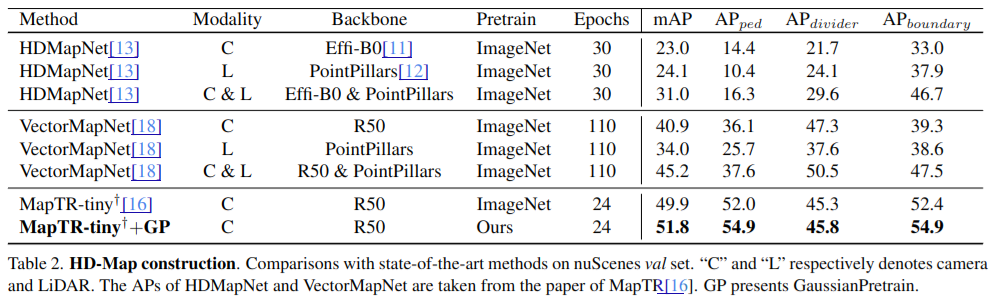 Method Modality Backbone Pretrain Epochs mAP AP_ped AP_divider AP_boundary
HDMapNet[13] C Effi-B0[11] ImageNet 30 23.0 14.4 21.7 33.0
HDMapNet[13] L PointPillars[12] ImageNet 30 24.1 10.4 24.1 37.9
HDMapNet[13] C & L Effi-B0 & PointPillars ImageNet 30 31.0 16.3 29.6 46.7
VectorMapNet[18] C R50 ImageNet 110 40.9 36.1 47.3 39.3
VectorMapNet[18] L PointPillars ImageNet 110 34.0 25.7 37.6 38.6
VectorMapNet[18] C & L R50 & PointPillars ImageNet 110 45.2 37.6 50.5 47.5
MapTR-tiny†[16] C R50 ImageNet 24 49.9 52.0 45.3 52.4
MapTR-tiny†+GP C R50 Ours 24 51.8 54.9 45.8 54.9
Table 2. HD-Map construction. Comparisons with state-of-the-art methods on nuScenes val set. “C” and “L” respectively denotes camera
and LiDAR. The APs of HDMapNet and VectorMapNet are taken from the paper of MapTR[16]. GP presents GaussianPretrain.